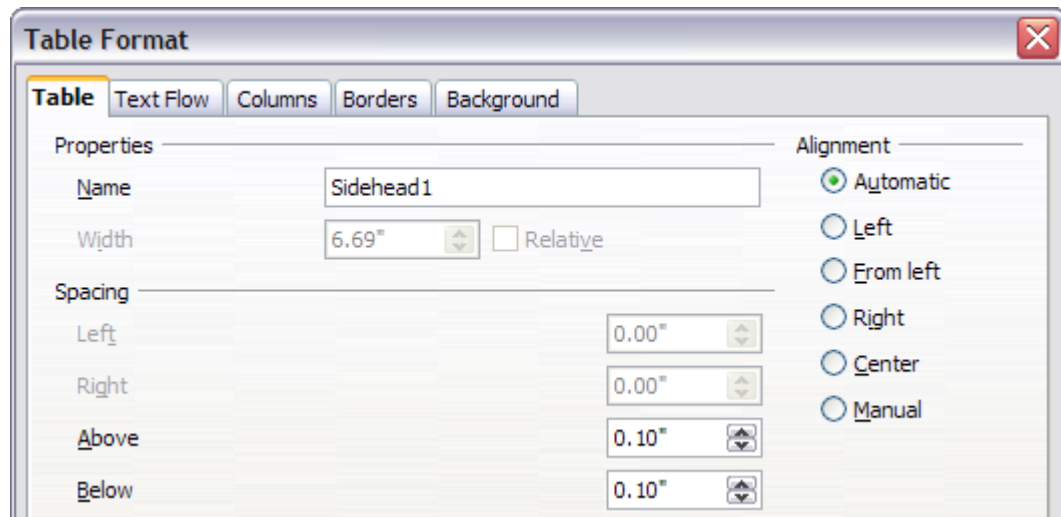 Table Format
Table Text Flow Columns Borders Background
Properties
Name Sidehead1
Width 6.69" Relative
Spacing
Left 0.00"
Right 0.00"
Above 0.10"
Below 0.10"
Alignment
Automatic
Left
From left
Right
Center
Manual